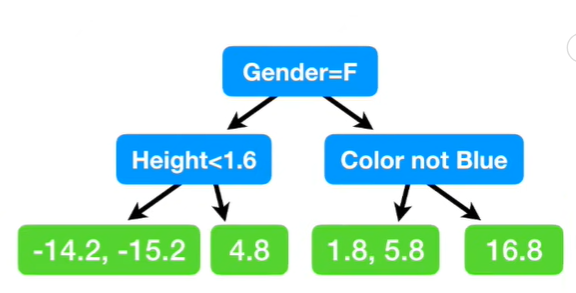 Gender=F
Height<1.6
Color not Blue
-14.2, -15.2
4.8
1.8, 5.8
16.8